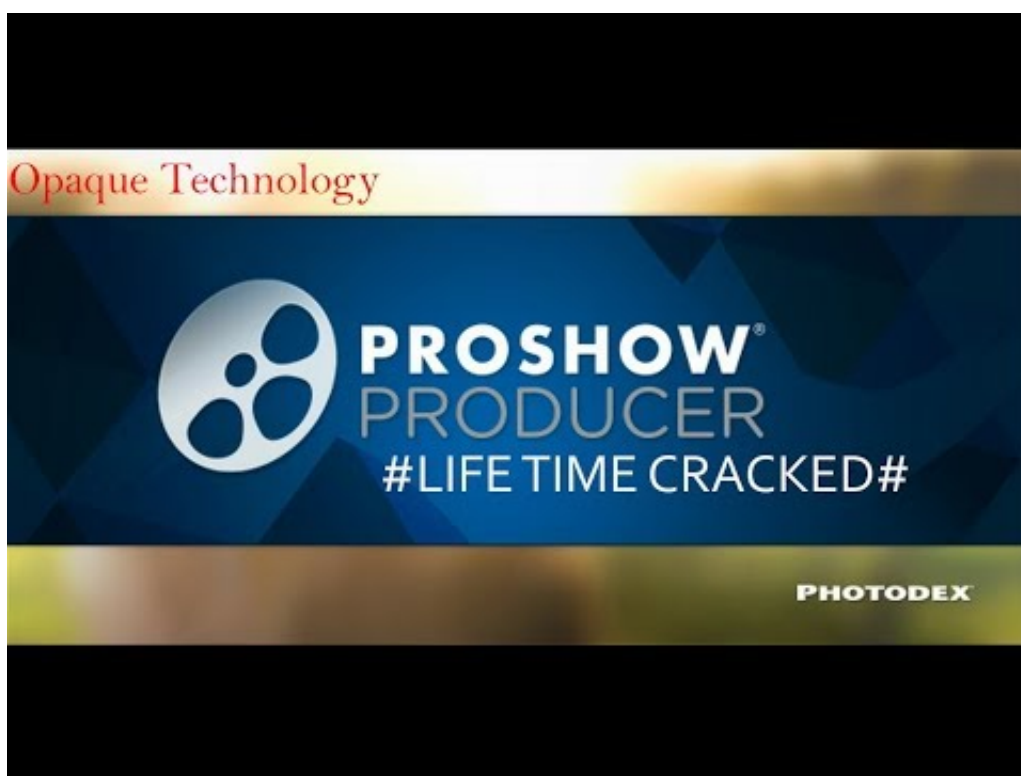 Opaque Technology
PROSHOW®
PRODUCER
#LIFE TIME CRACKED#
PHOTODEX